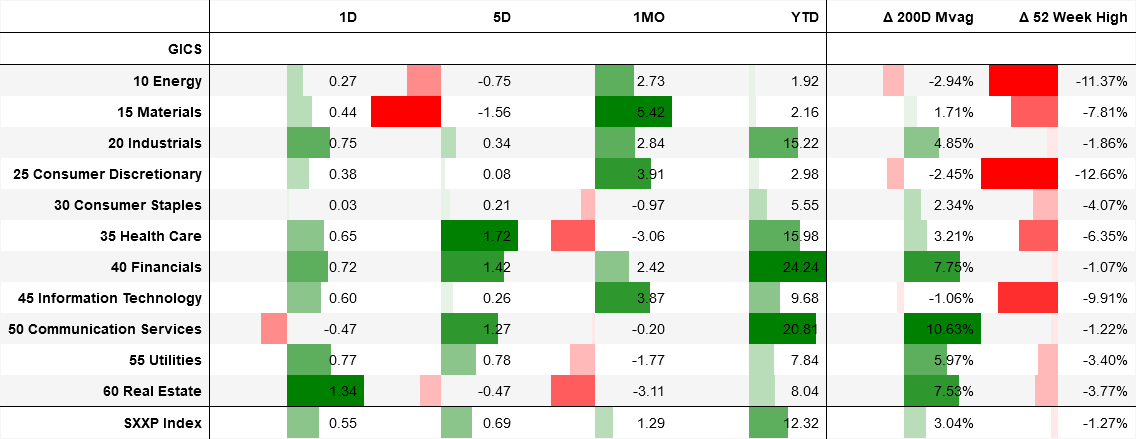 1D 5D 1MO YTD Δ 200D Mvag Δ 52 Week High
GICS
10 Energy 0.27 -0.75 2.73 1.92 -2.94% -11.37%
15 Materials 0.44 -1.56 5.42 2.16 1.71% -7.81%
20 Industrials 0.75 0.34 2.84 15.22 4.85% -1.86%
25 Consumer Discretionary 0.38 0.08 3.91 2.98 -2.45% -12.66%
30 Consumer Staples 0.03 0.21 -0.97 5.55 2.34% -4.07%
35 Health Care 0.65 1.72 -3.06 15.98 3.21% -6.35%
40 Financials 0.72 1.42 2.42 24.24 7.75% -1.07%
45 Information Technology 0.60 0.26 3.87 9.68 -1.06% -9.91%
50 Communication Services -0.47 1.27 -0.20 20.81 10.63% -1.22%
55 Utilities 0.77 0.78 -1.77 7.84 5.97% -3.40%
60 Real Estate 1.34 -0.47 -3.11 8.04 7.53% -3.77%
SXXP Index 0.55 0.69 1.29 12.32 3.04% -1.27%